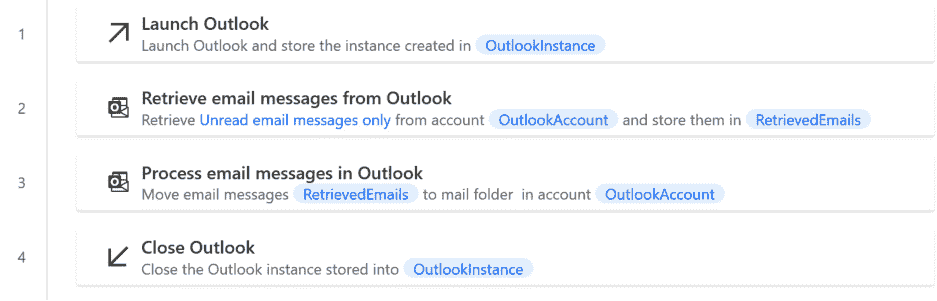 1
Launch Outlook
Launch Outlook and store the instance created in OutlookInstance
2
Retrieve email messages from Outlook
Retrieve Unread email messages only from account OutlookAccount and store them in RetrievedEmails
3
Process email messages in Outlook
Move email messages RetrievedEmails to mail folder in account OutlookAccount
4
Close Outlook
Close the Outlook instance stored into OutlookInstance